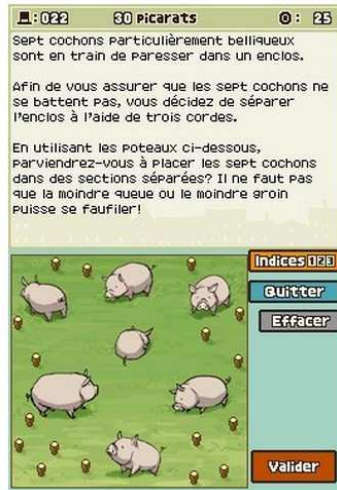 :022 30 Picarats : 25
Sept cochons particulièrement belliqueux
sont en train de paresser dans un enclos.
Afin de vous assurer que les sept cochons ne
se battent pas, vous décidez de séparer
l'enclos à l'aide de trois cordes.
En utilisant les poteaux ci-dessous,
parviendrez-vous à placer les sept cochons
dans des sections séparées? Il ne faut pas
que la moindre queue ou le moindre groin
puisse se faufiler!
Indices 1 2 3
Quitter
Effacer
Valider